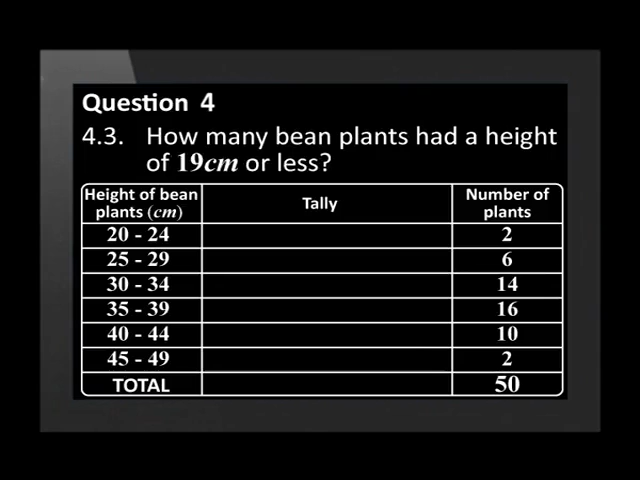 Question 4
4.3. How many bean plants had a height
of 19cm or less?
Height of bean plants (cm) Tally Number of plants
20 - 24 2
25 - 29 6
30 - 34 14
35 - 39 16
40 - 44 10
45 - 49 2
TOTAL 50